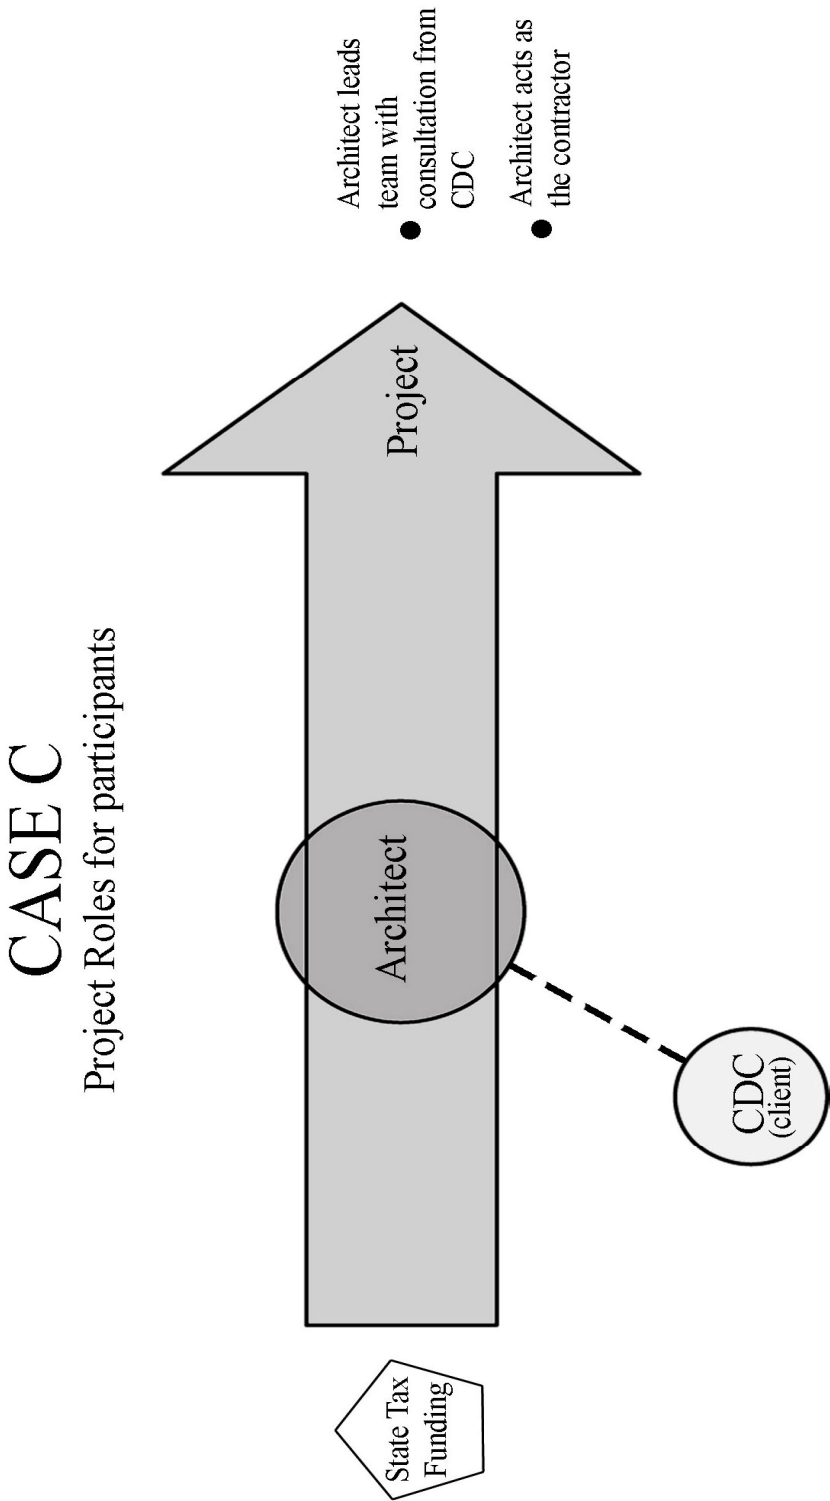 CASE C
Project Roles for participants
State Tax
Funding
Architect
CDC
(client)
Project
Architect leads
team with
consultation from
CDC
Architect acts as
the contractor